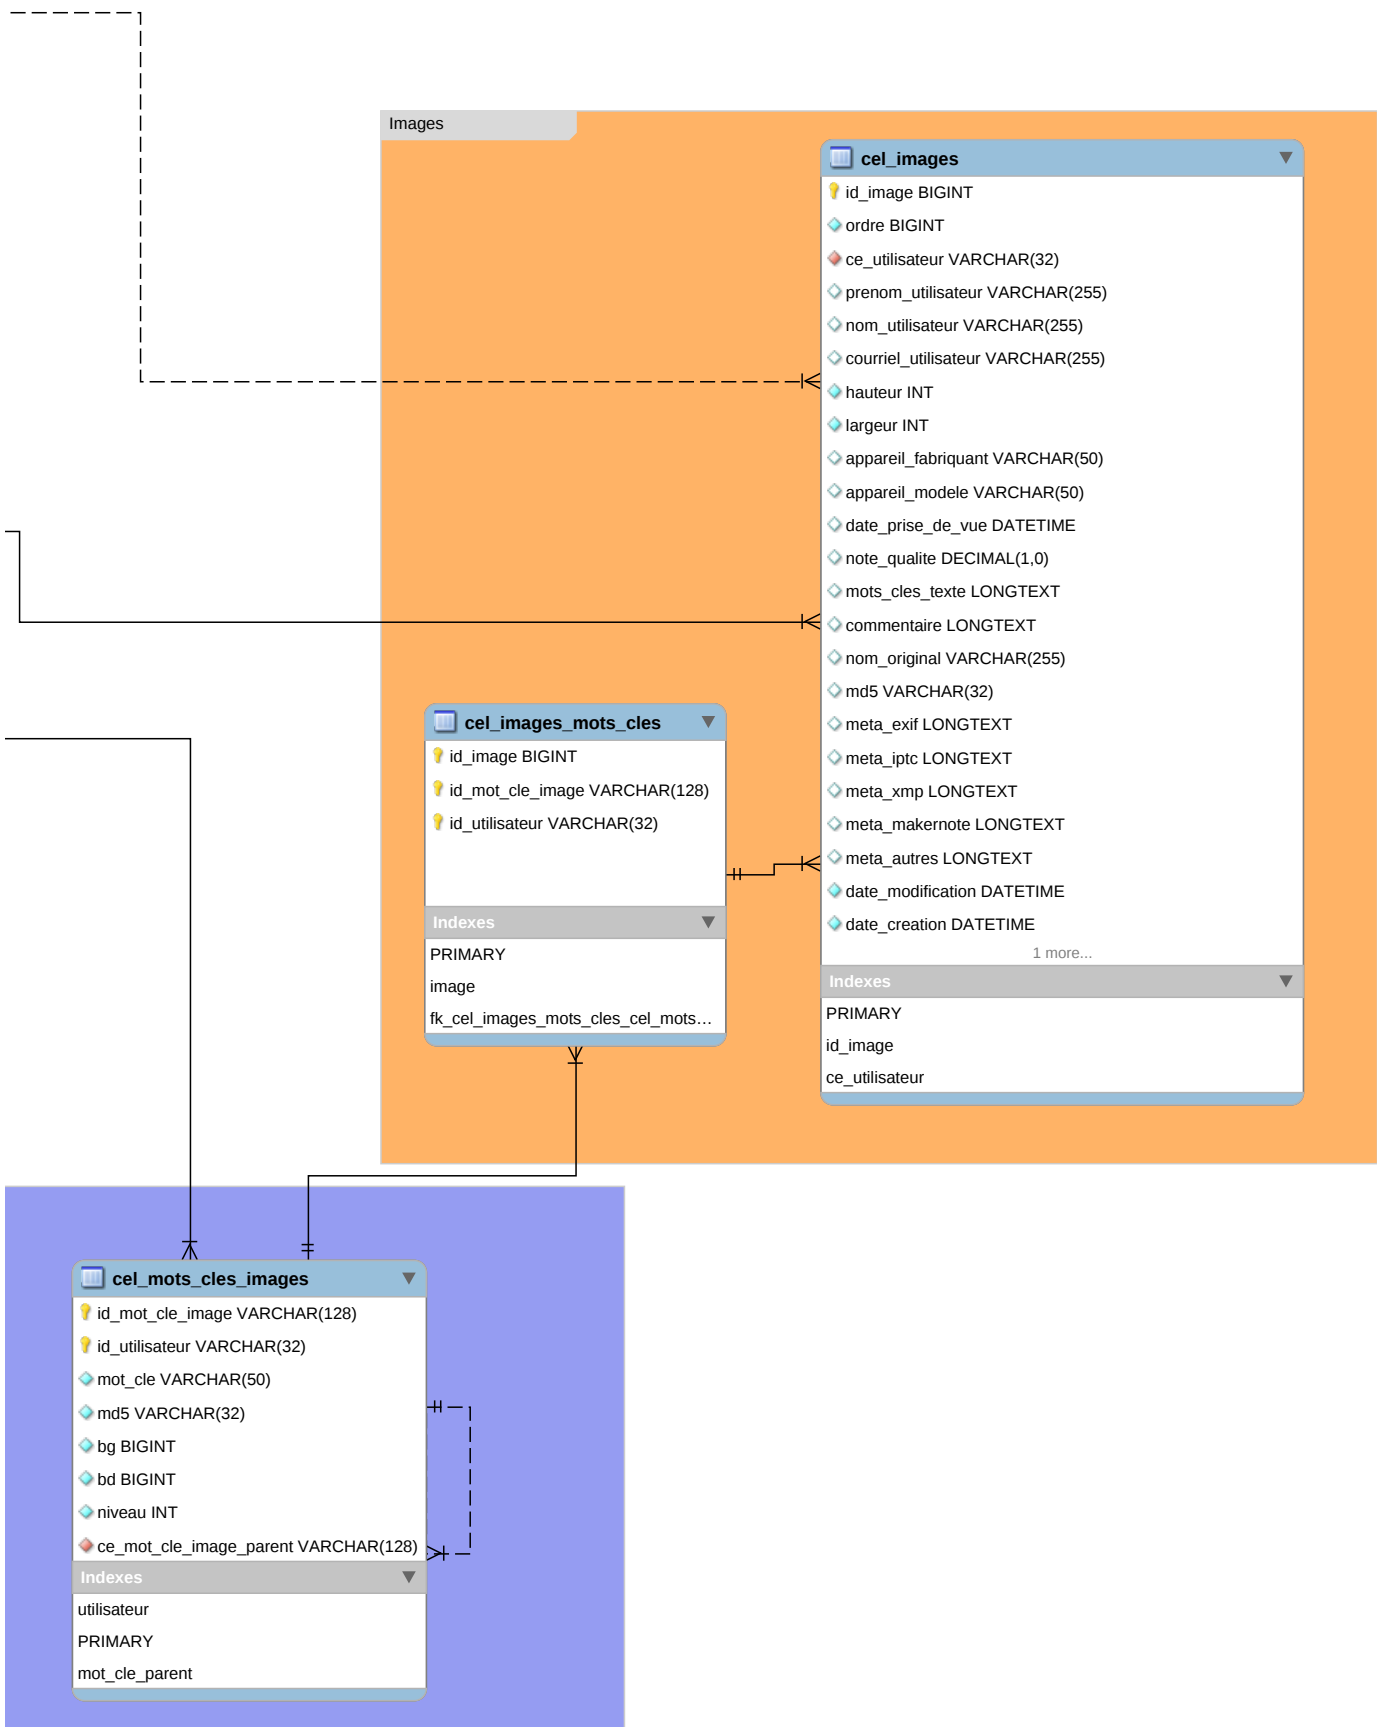 Images
cel_images
id_image BIGINT
ordre BIGINT
ce_utilisateur VARCHAR(32)
prenom_utilisateur VARCHAR(255)
nom_utilisateur VARCHAR(255)
courriel_utilisateur VARCHAR(255)
hauteur INT
largeur INT
appareil_fabriquant VARCHAR(50)
appareil_modele VARCHAR(50)
date_prise_de_vue DATETIME
note_qualite DECIMAL(1,0)
mots_cles_texte LONGTEXT
commentaire LONGTEXT
nom_original VARCHAR(255)
md5 VARCHAR(32)
meta_exif LONGTEXT
meta_iptc LONGTEXT
meta_xmp LONGTEXT
meta_makernote LONGTEXT
meta_autres LONGTEXT
date_modification DATETIME
date_creation DATETIME
1 more...
Indexes
PRIMARY
id_image
ce_utilisateur
cel_images_mots_cles
id_image BIGINT
id_mot_cle_image VARCHAR(128)
id_utilisateur VARCHAR(32)
Indexes
PRIMARY
image
fk_cel_images_mots_cles_cel_mots...
cel_mots_cles_images
id_mot_cle_image VARCHAR(128)
id_utilisateur VARCHAR(32)
mot_cle VARCHAR(50)
md5 VARCHAR(32)
bg BIGINT
bd BIGINT
niveau INT
ce_mot_cle_image_parent VARCHAR(128)
Indexes
utilisateur
PRIMARY
mot_cle_parent